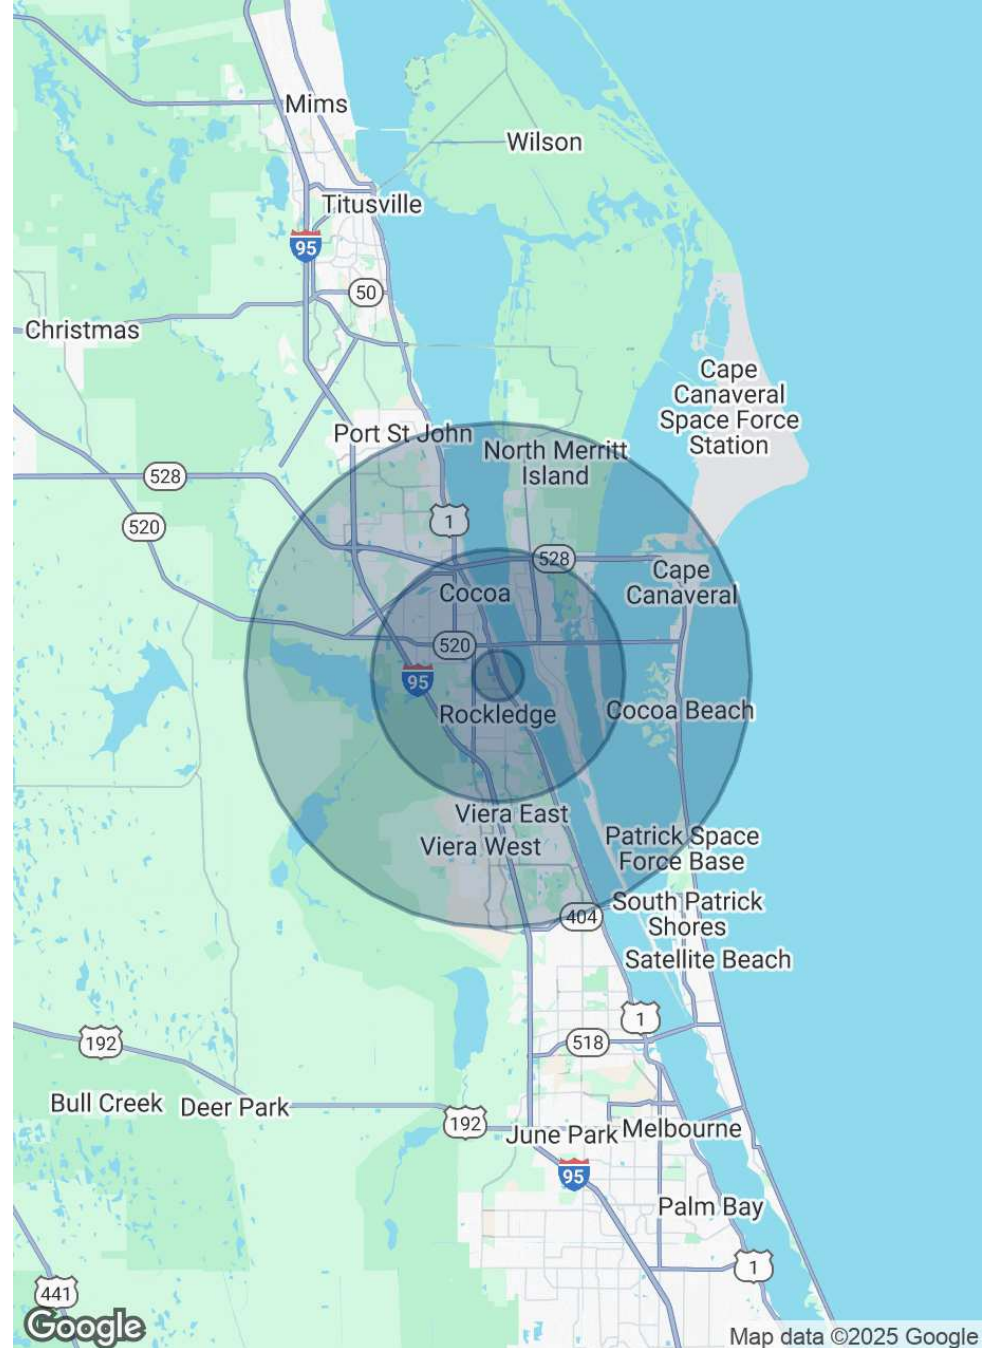 Mims
Wilson
Titusville
95
50
Christmas
Cape
Canaveral
Space Force
Station
Port St John
North Merritt
Island
528
520
1
528
Cape
Canaveral
Cocoa
520
95
Rockledge
Cocoa Beach
Viera East
Viera West
Patrick Space
Force Base
404
South Patrick
Shores
Satellite Beach
1
518
192
Bull Creek
Deer Park
192
June Park
Melbourne
95
Palm Bay
1
441
Google
Map data ©2025 Google